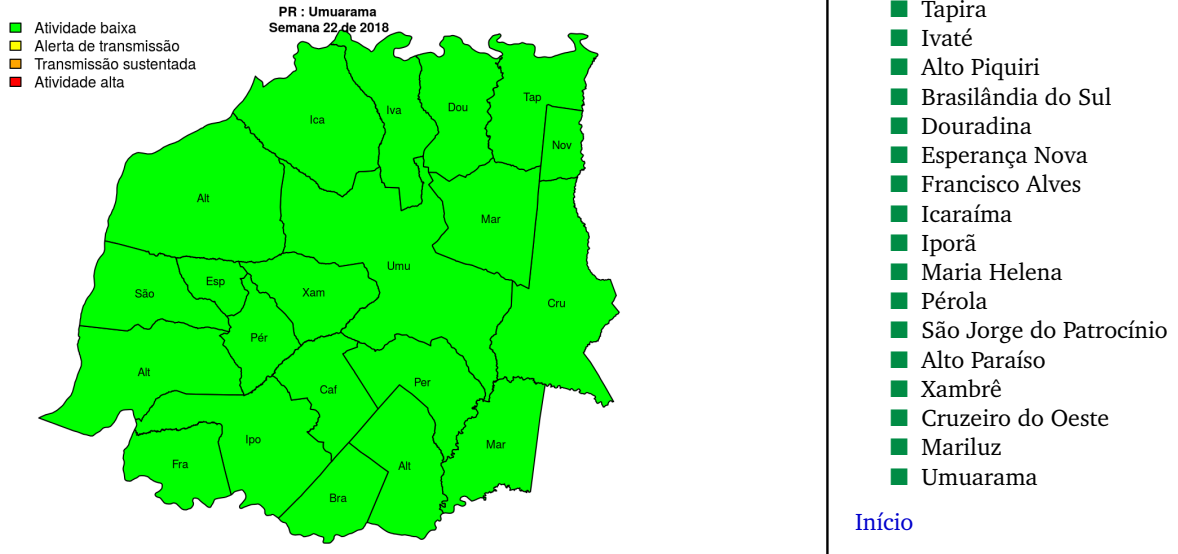 PR : Umuarama
Semana 22 de 2018
Atividade baixa
Alerta de transmissão
Transmissão sustentada
Atividade alta
Ica
Iva
Dou
Tap
Nov
Alt
Mar
Umu
Esp
São
Xam
Cru
Pér
Alt
Caf
Per
Ipo
Mar
Fra
Alt
Bra
Tapira
Ivaté
Alto Piquiri
Brasilândia do Sul
Douradina
Esperança Nova
Francisco Alves
Icaraíma
Iporã
Maria Helena
Pérola
São Jorge do Patrocínio
Alto Paraíso
Xambrê
Cruzeiro do Oeste
Mariluz
Umuarama
Início